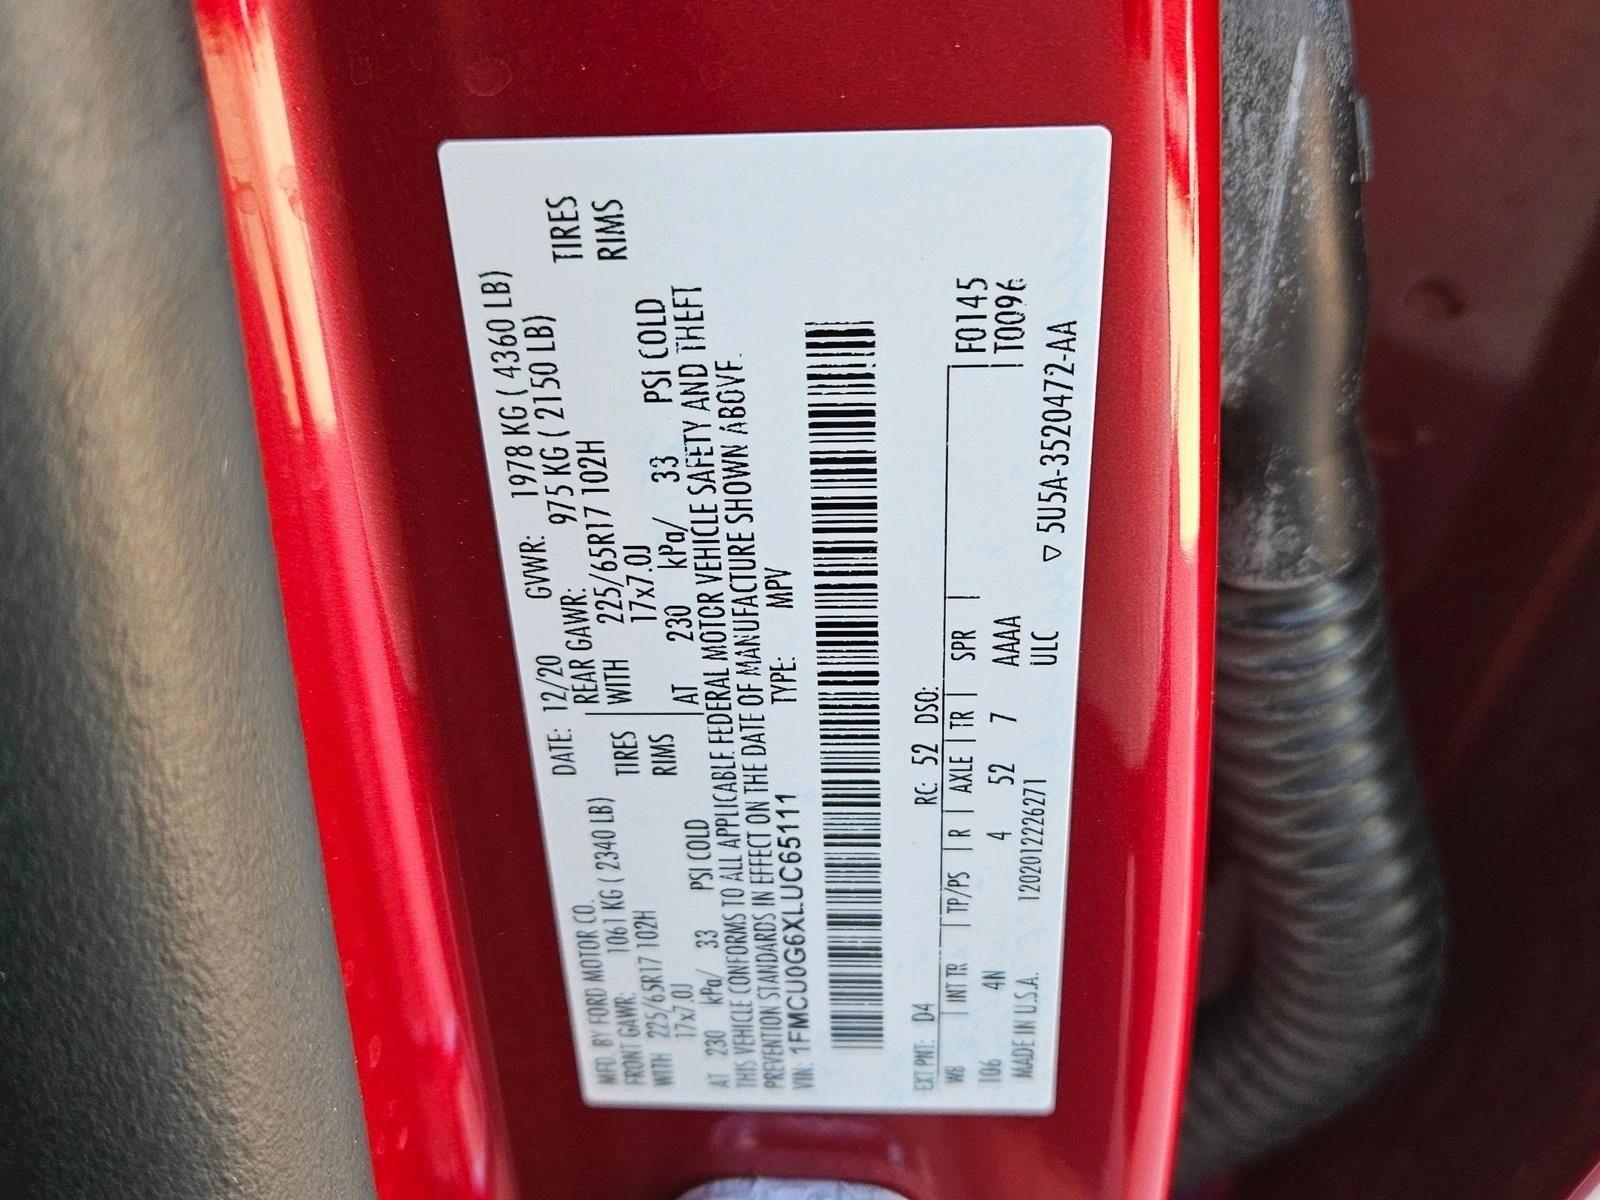 MFD. BY FORD MOTOR CO. DATE: 12/20 GVWR: 1978 KG ( 4360 LB)
FRONT GAWR: 1061 KG ( 2340 LB) REAR GAWR: 975 KG ( 2150 LB)
WITH 225/65R17 102H TIRES WITH 225/65R17 102H TIRES
17x7.0J RIMS 17x7.0J RIMS
AT 230 kPa/ 33 PSI COLD AT 230 kPa/ 33 PSI COLD
THIS VEHICLE CONFORMS TO ALL APPLICABLE FEDERAL MOTOR VEHICLE SAFETY AND THEFT
PREVENTION STANDARDS IN EFFECT ON THE DATE OF MANUFACTURE SHOWN ABOVE.
VIN: 1FMCU0G6XLUC65111 TYPE: MPV
EXT PNT: D4 RC: 52 DSO: F0145
WB INT TR TP/PS R AXLE TR SPR T0096
106 4N 4 52 7 AAAA
ULC
MADE IN U.S.A. 12020122262​71 ▽ 5U5A-3520472-AA